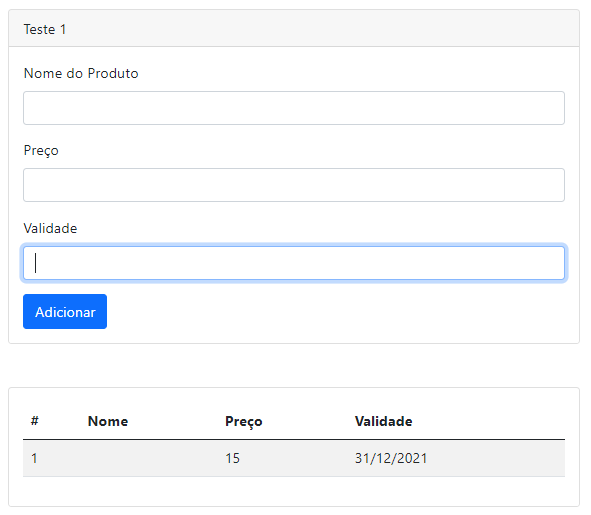 Teste 1
Nome do Produto
Preço
Validade
Adicionar
# Nome Preço Validade
1 15 31/12/2021